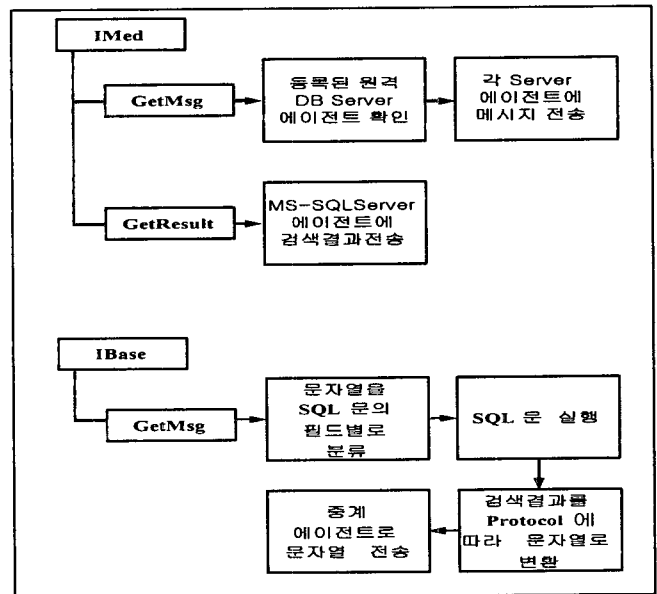 IMed
GetMsg
등록된 원격
DB Server
에이전트 확인
각 Server
에이전트에
메시지 전송
GetResult
MS-SQLServer
에이전트에
검색결과전송
IBase
GetMsg
문자열을
SQL 문의
필드별로
분류
SQL 운 실행
검색결과를
Protocol 에
따라 문자열로
변환
중계
에이전트로
문자열 전송